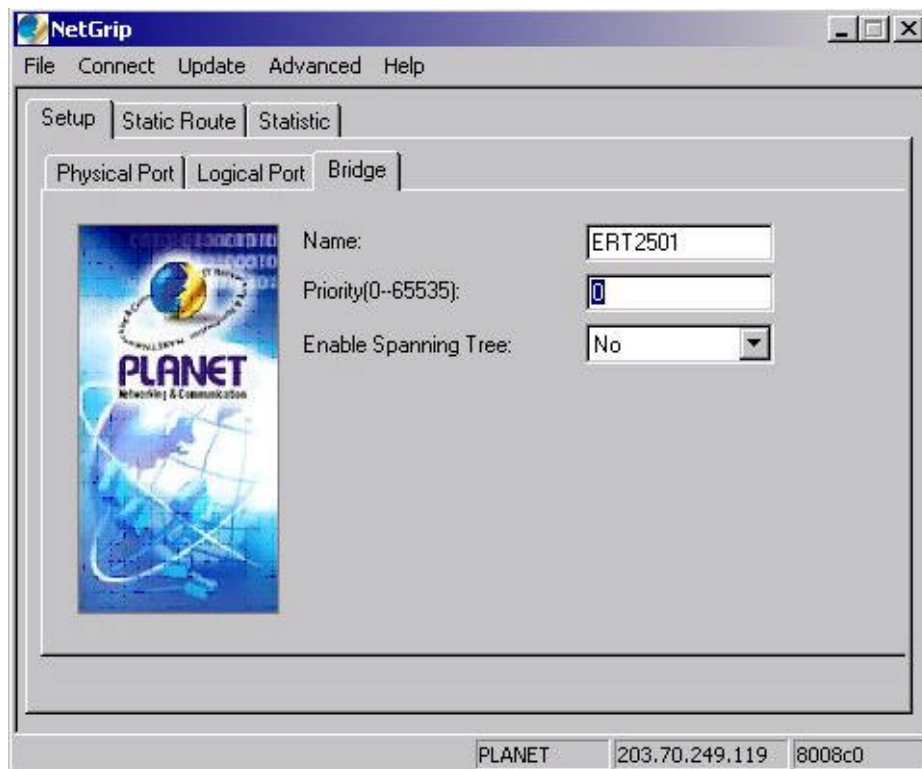 NetGrip
File Connect Update Advanced Help
Setup Static Route Statistic
Physical Port Logical Port Bridge
Name: ERT2501
Priority(0--65535): 0
Enable Spanning Tree: No
PLANET
Networking & Communication
PLANET 203.70.249.119 8008c0